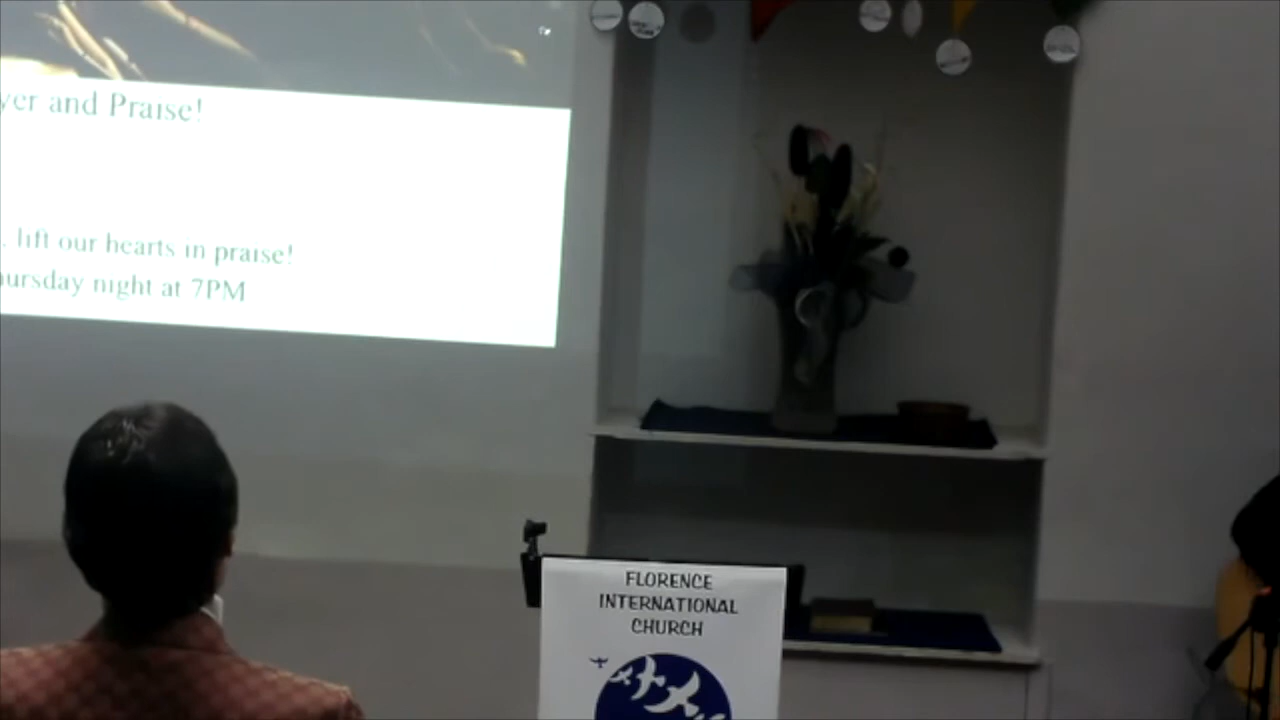 yer and Praise!
. lift our hearts in praise!
ursday night at 7PM
FLORENCE
INTERNATIONAL
CHURCH